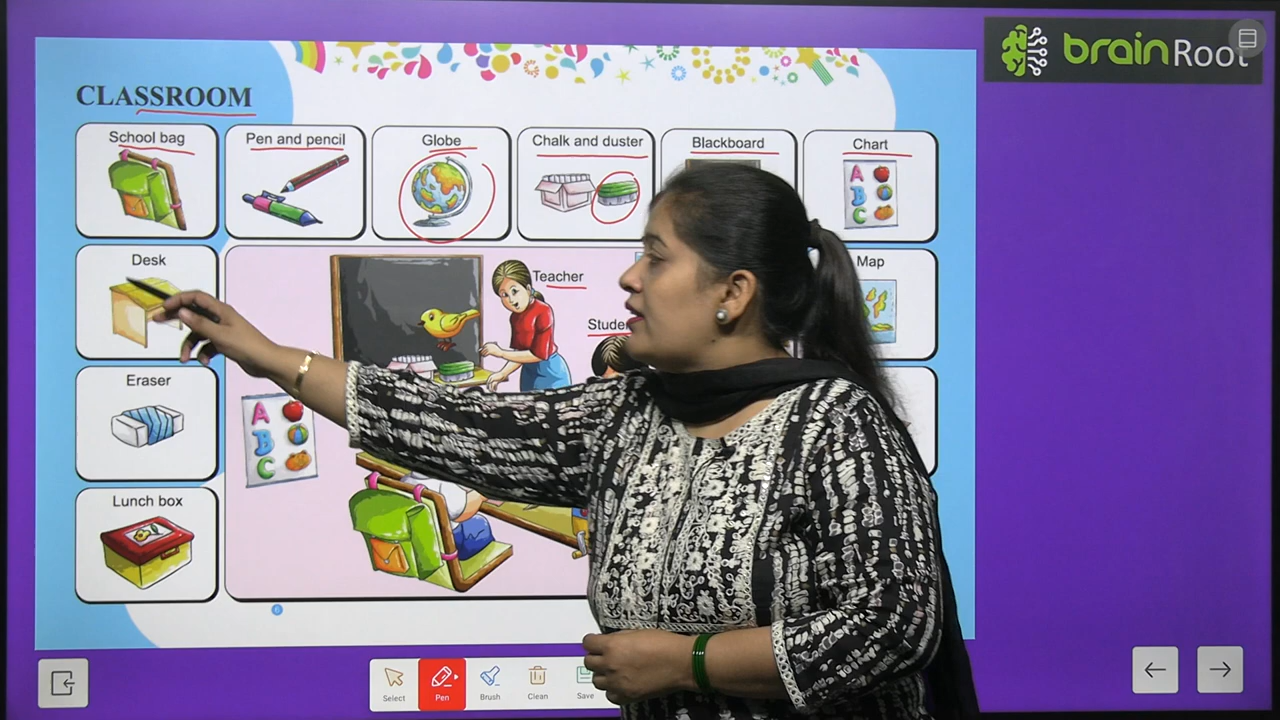 brainRoot
CLASSROOM
School bag
Pen and pencil
Globe
Chalk and duster
Blackboard
Chart
Desk
Teacher
Map
Eraser
A
B
C
Lunch box
A
B
C
6
Select
Pen
Brush
Clean
Save